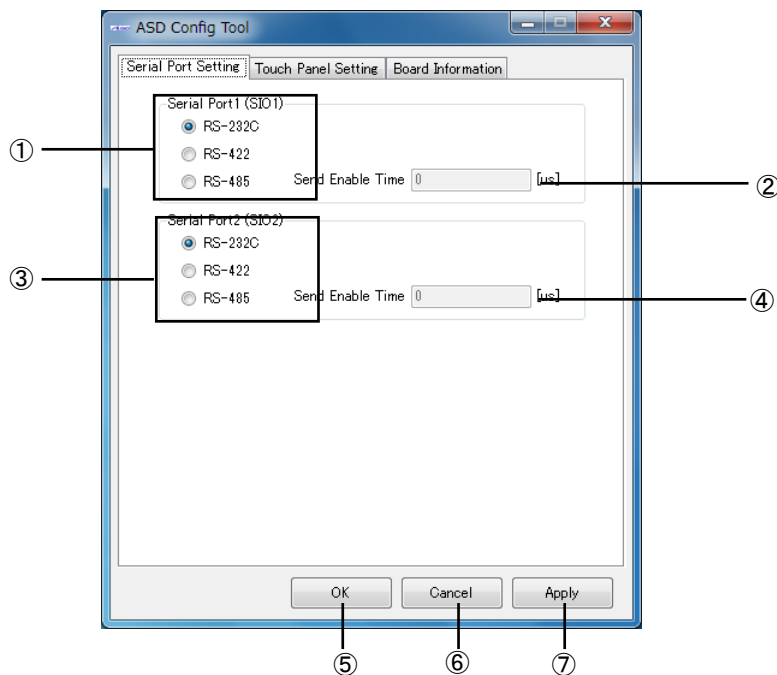 ASD Config Tool
Serial Port Setting Touch Panel Setting Board Information
Serial Port1 (SIO1)
RS-232C
① RS-422
RS-485 Send Enable Time 0 [us] ②
Serial Port2 (SIO2)
RS-232C
③ RS-422
RS-485 Send Enable Time 0 [us] ④
OK Cancel Apply
⑤ ⑥ ⑦